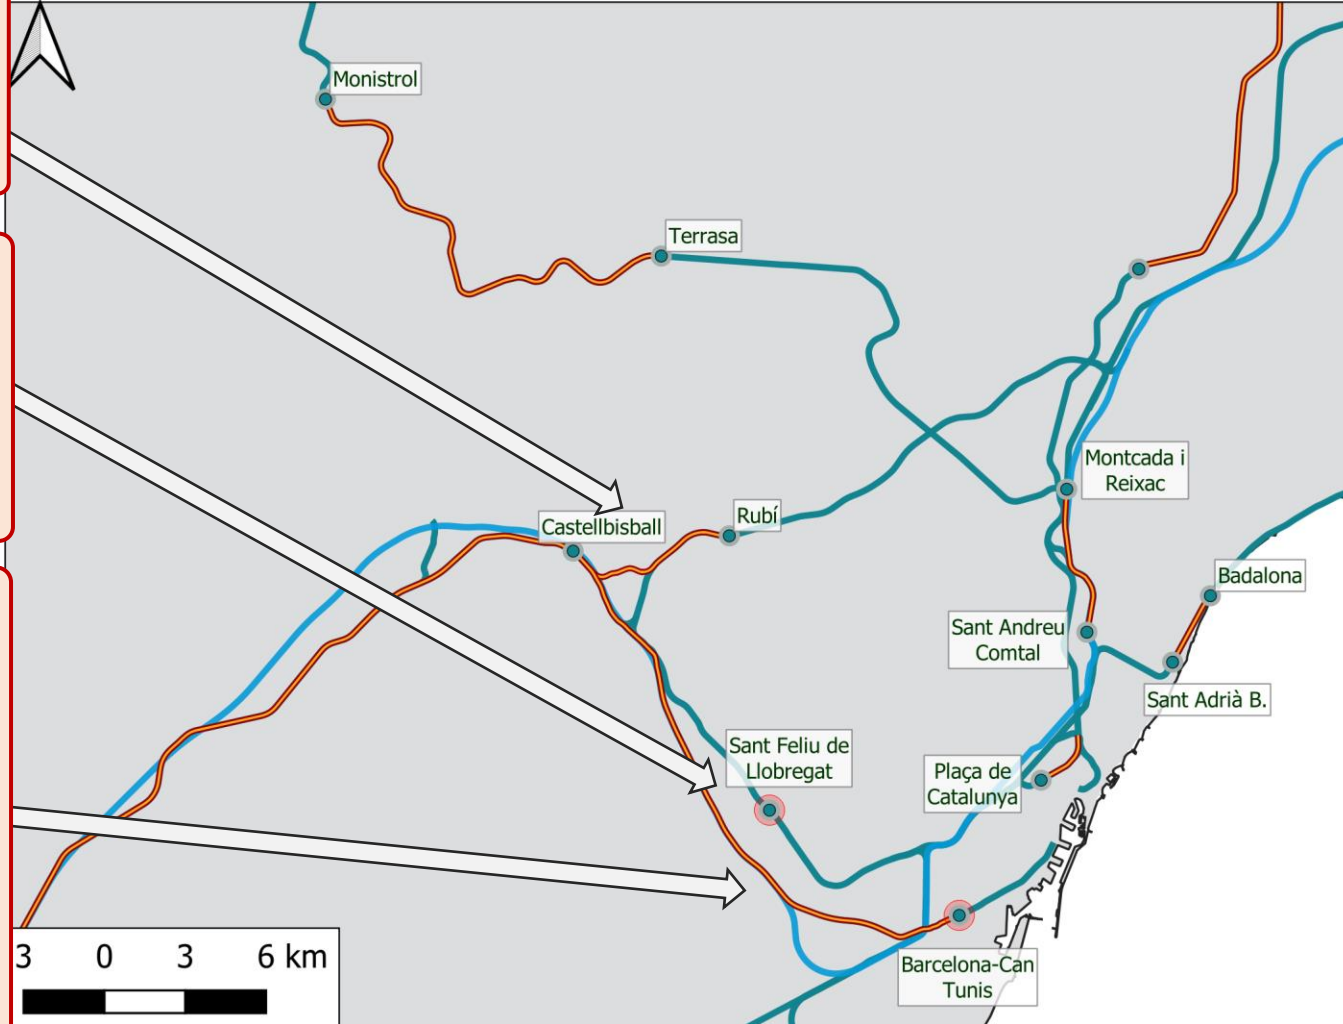 Monistrol
Terrasa
Montcada i
Reixac
Rubí
Castellbisball
Badalona
Sant Andreu
Comtal
Sant Adrià B.
Sant Feliu de
Llobregat
Plaça de
Catalunya
Barcelona-Can
Tunis
3 0 3 6 km